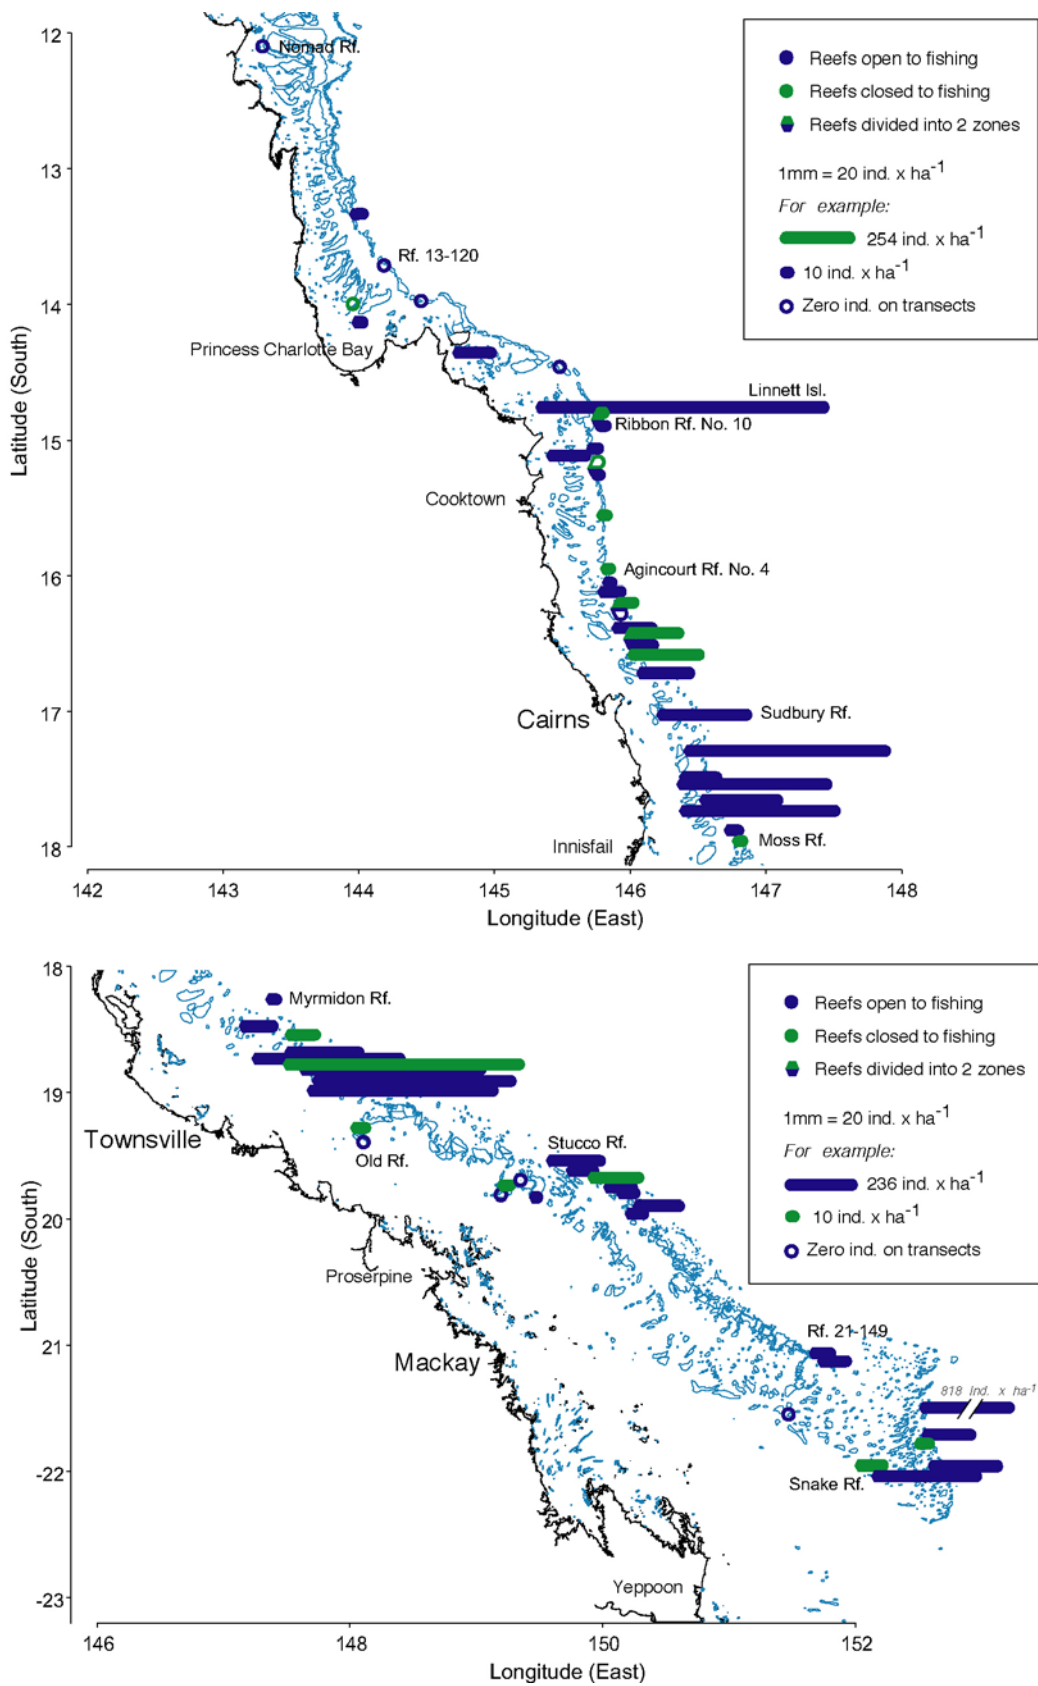 12
Nomad Rf.
Reefs open to fishing
Reefs closed to fishing
Reefs divided into 2 zones
1mm = 20 ind. x ha-1
For example:
254 ind. x ha-1
10 ind. x ha-1
Zero ind. on transects
13
Rf. 13-120
14
Princess Charlotte Bay
Latitude (South)
Linnett Isl.
Ribbon Rf. No. 10
15
Cooktown
Agincourt Rf. No. 4
16
17
Cairns
Sudbury Rf.
18
Innisfail
Moss Rf.
142
143
144
145
146
147
148
Longitude (East)
18
Myrmidon Rf.
Reefs open to fishing
Reefs closed to fishing
Reefs divided into 2 zones
1mm = 20 ind. x ha-1
For example:
236 ind. x ha-1
10 ind. x ha-1
Zero ind. on transects
19
Townsville
Old Rf.
Stucco Rf.
20
Proserpine
Latitude (South)
21
Mackay
Rf. 21-149
818 Ind. x ha-1
-22
Snake Rf.
Yeppoon
-23
146
148
150
152
Longitude (East)